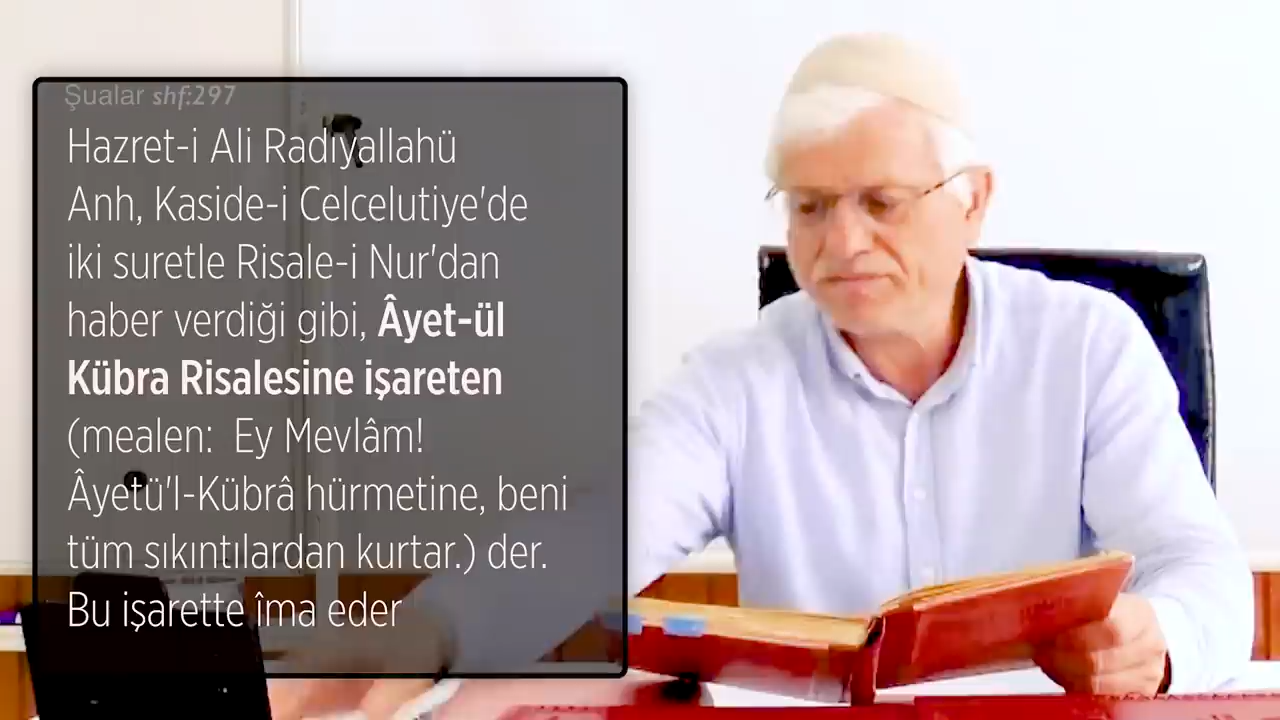 Şualar shf:297
Hazret-i Ali Radıyallahü
Anh, Kaside-i Celcelutiye'de
iki suretle Risale-i Nur'dan
haber verdiği gibi, Âyet-ül
Kübra Risalesine işareten
(mealen:  Ey Mevlâm!
Âyetü'l-Kübrâ hürmetine, beni
tüm sıkıntılardan kurtar.) der.
Bu işarette îma eder